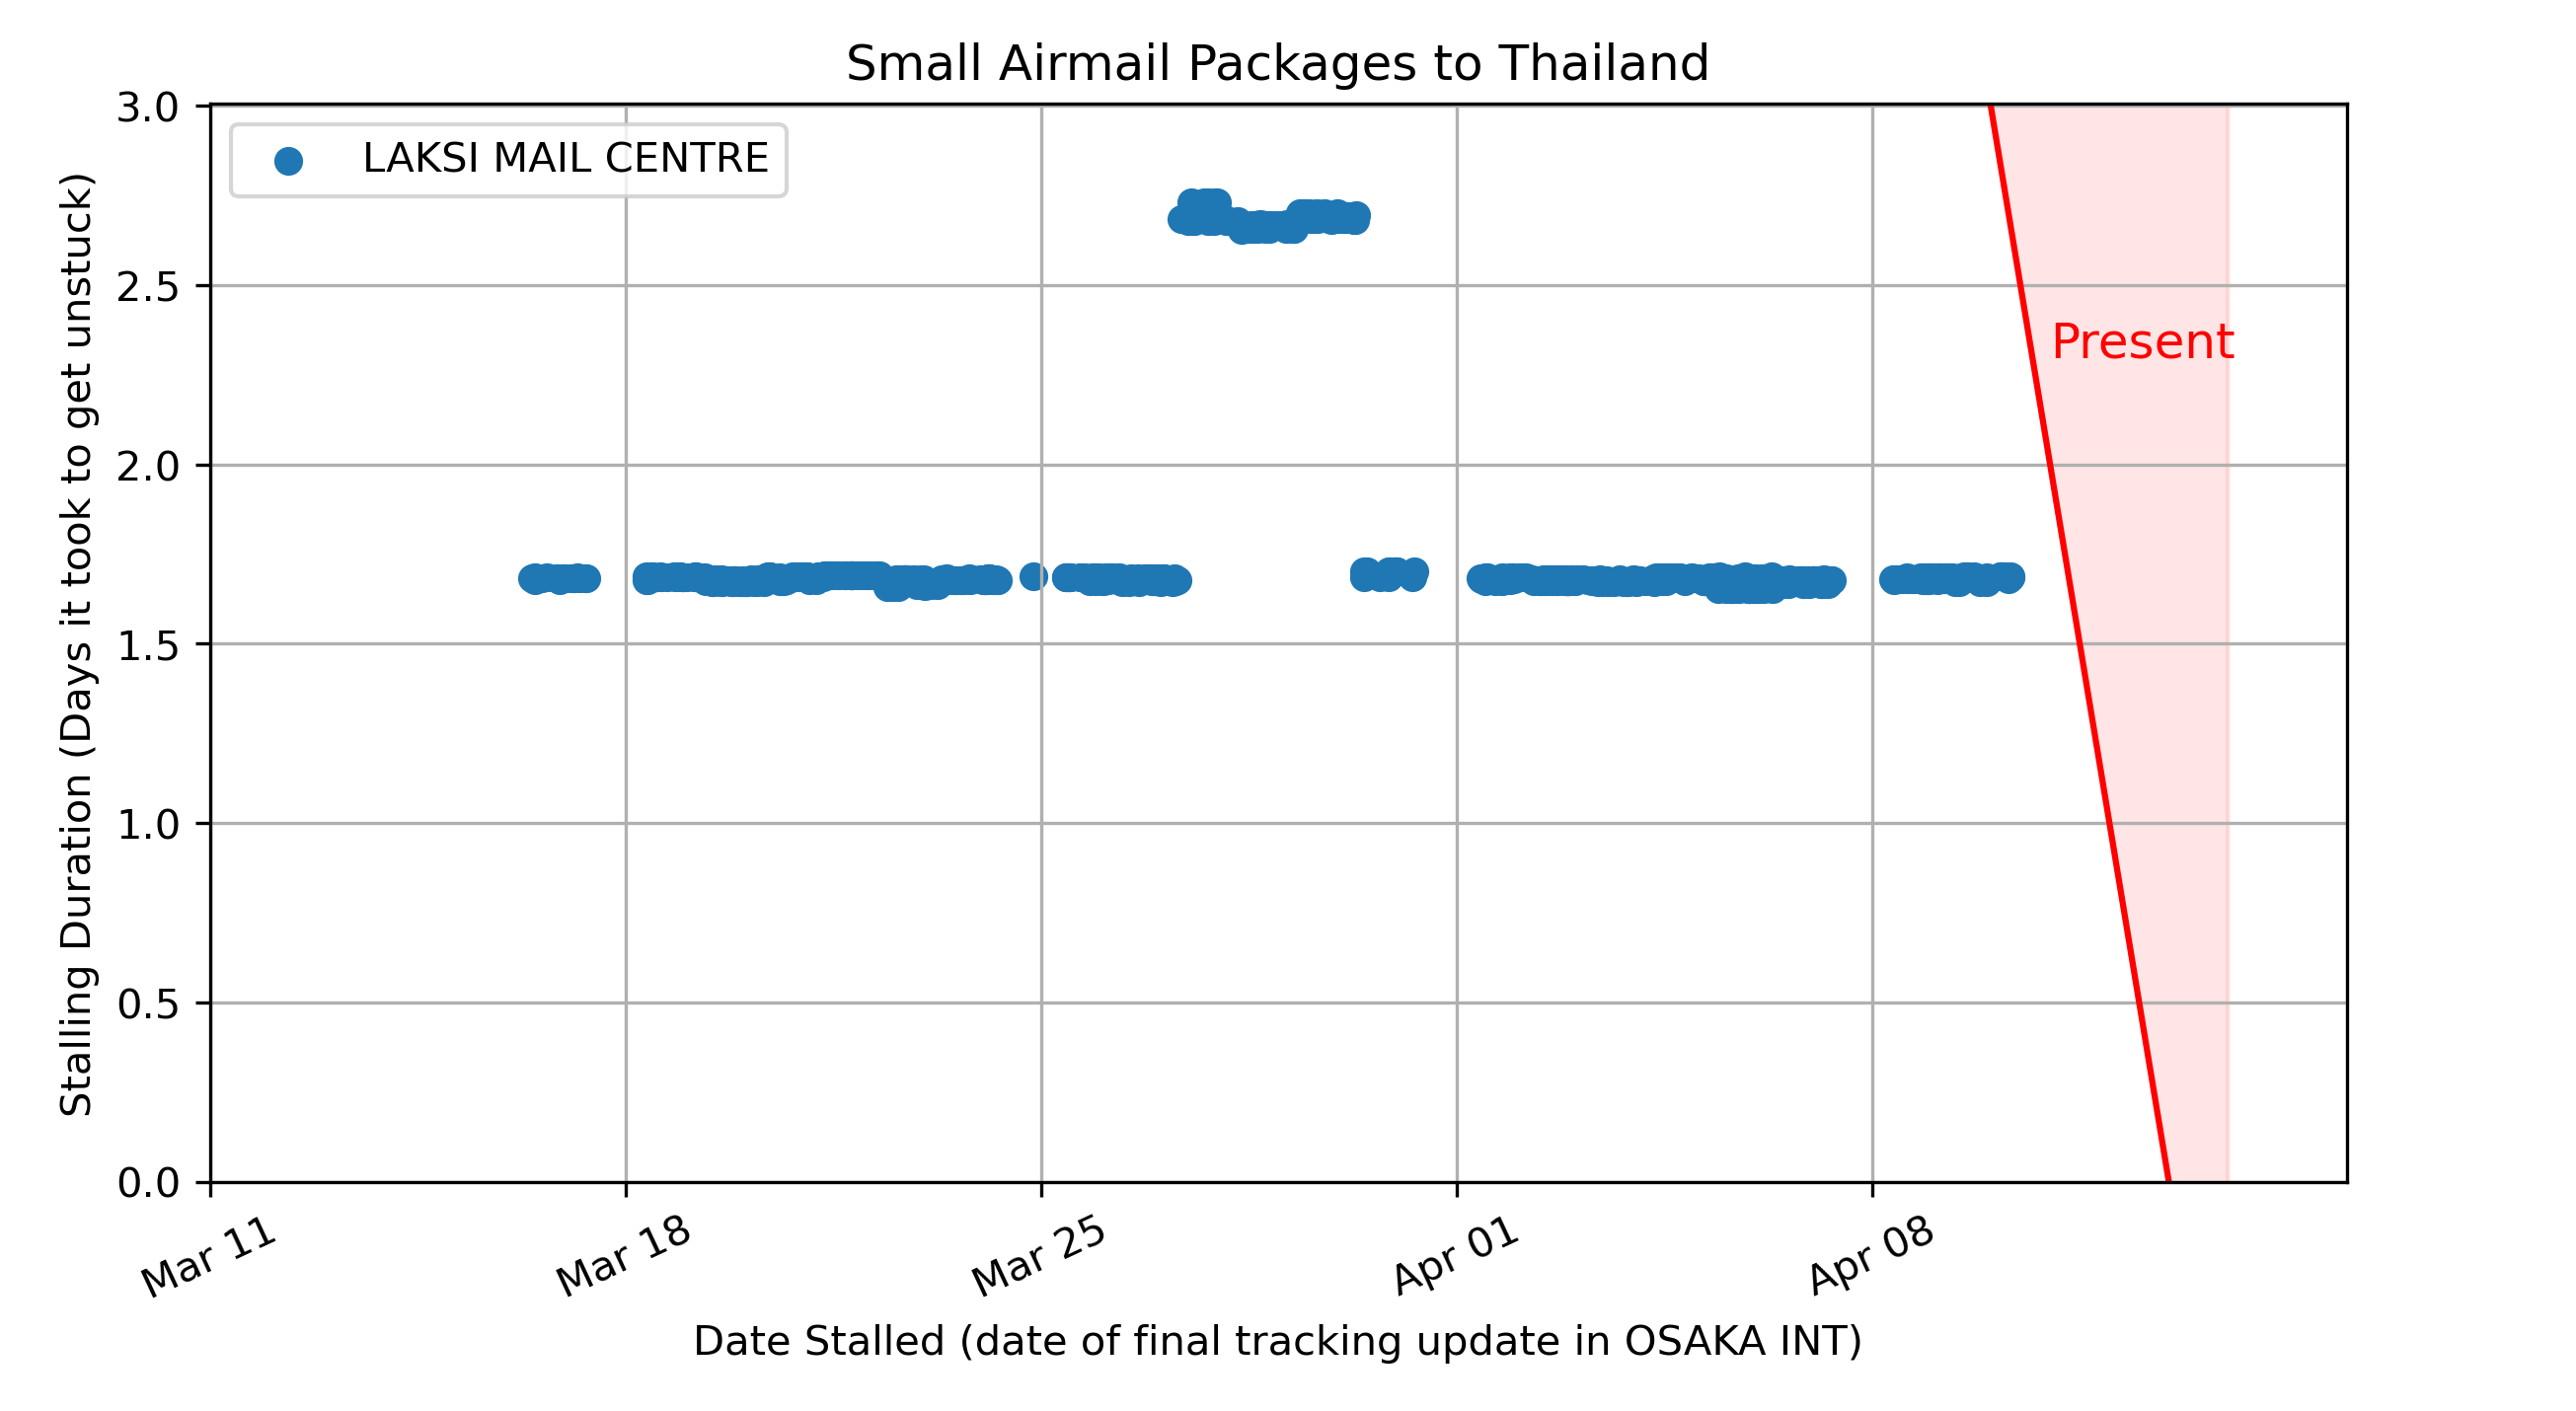 Small Airmail Packages to Thailand
3.0
2.5
2.0
1.5
1.0
0.5
0.0
Stalling Duration (Days it took to get unstuck)
LAKSI MAIL CENTRE
Present
Mar 11
Mar 18
Mar 25
Apr 01
Apr 08
Date Stalled (date of final tracking update in OSAKA INT)